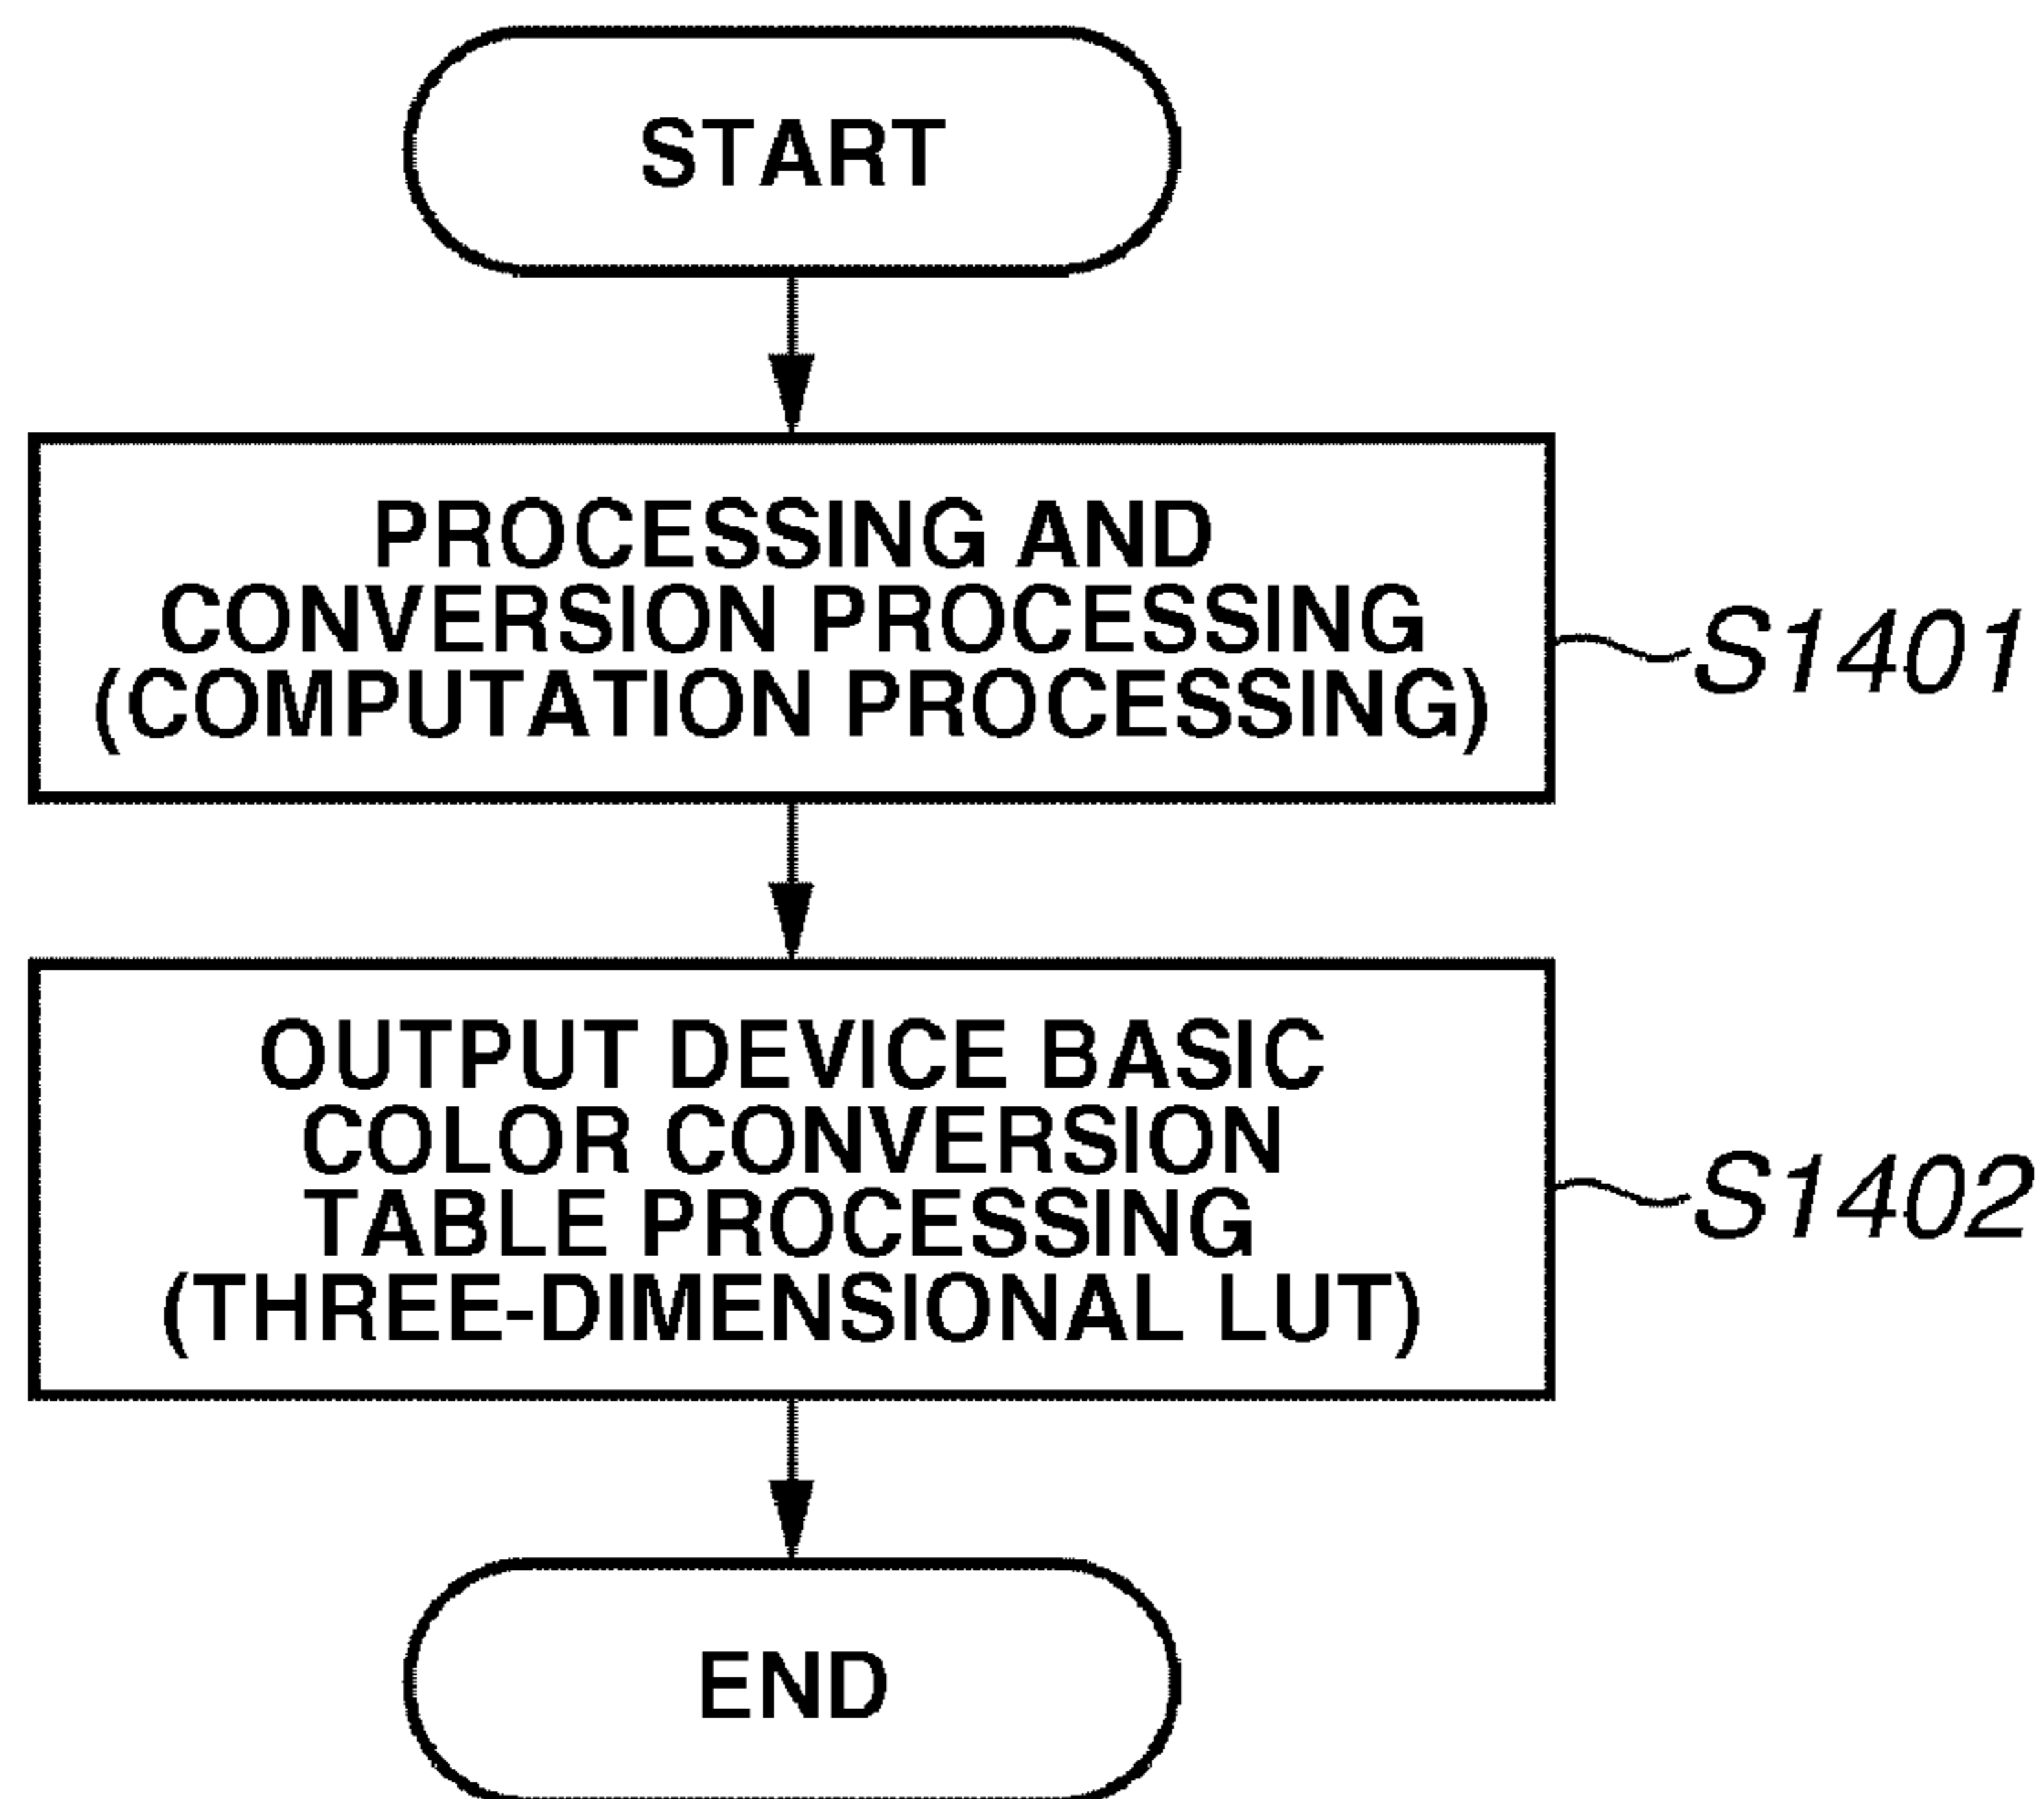 START
PROCESSING AND
CONVERSION PROCESSING
(COMPUTATION PROCESSING)
S1401
OUTPUT DEVICE BASIC
COLOR CONVERSION
TABLE PROCESSING
(THREE-DIMENSIONAL LUT)
S1402
END